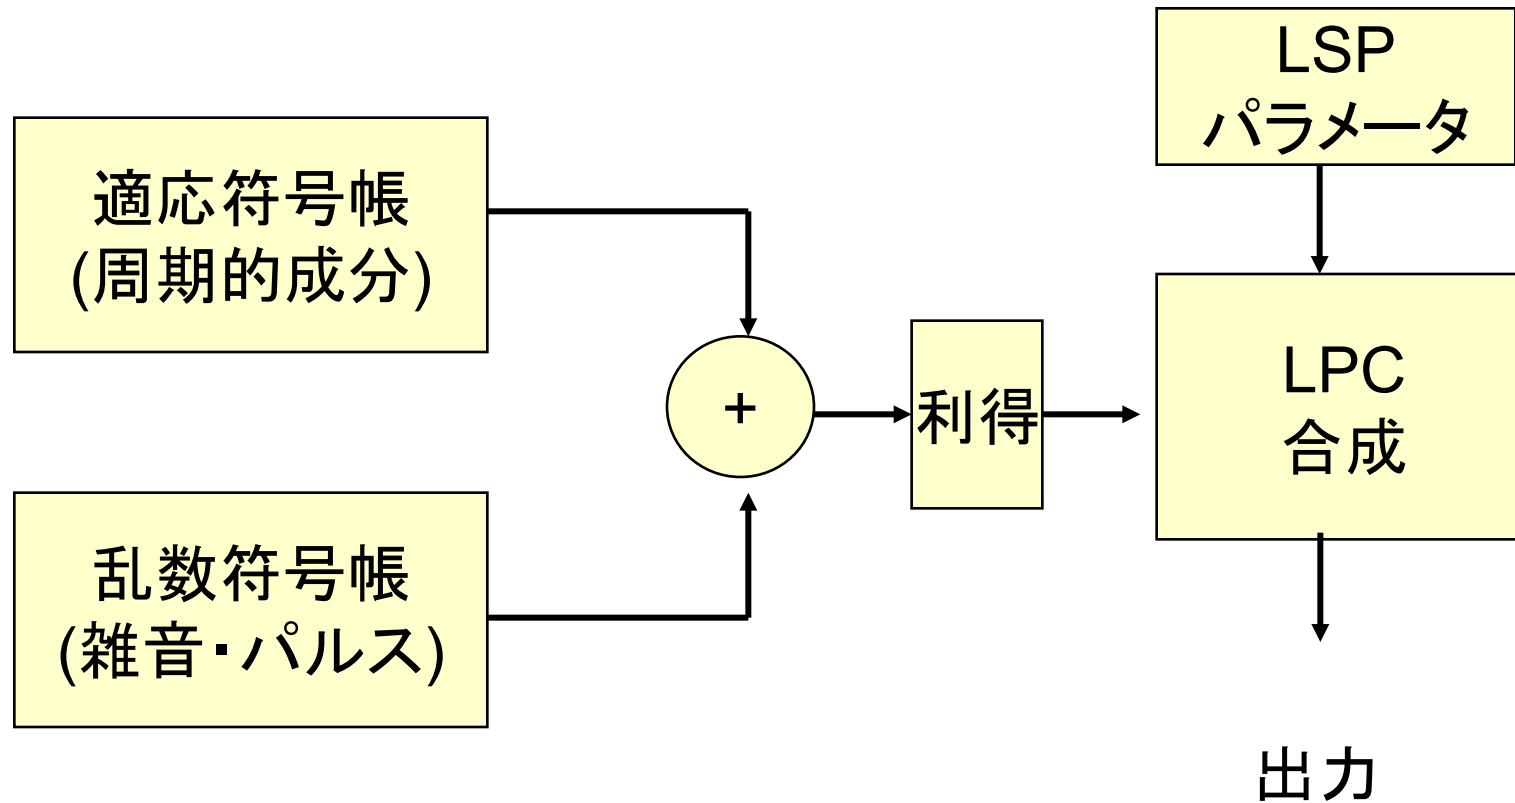 LSP
パラメータ
適応符号帳
(周期的成分)
+
利得
LPC
合成
乱数符号帳
(雑音・パルス)
出力